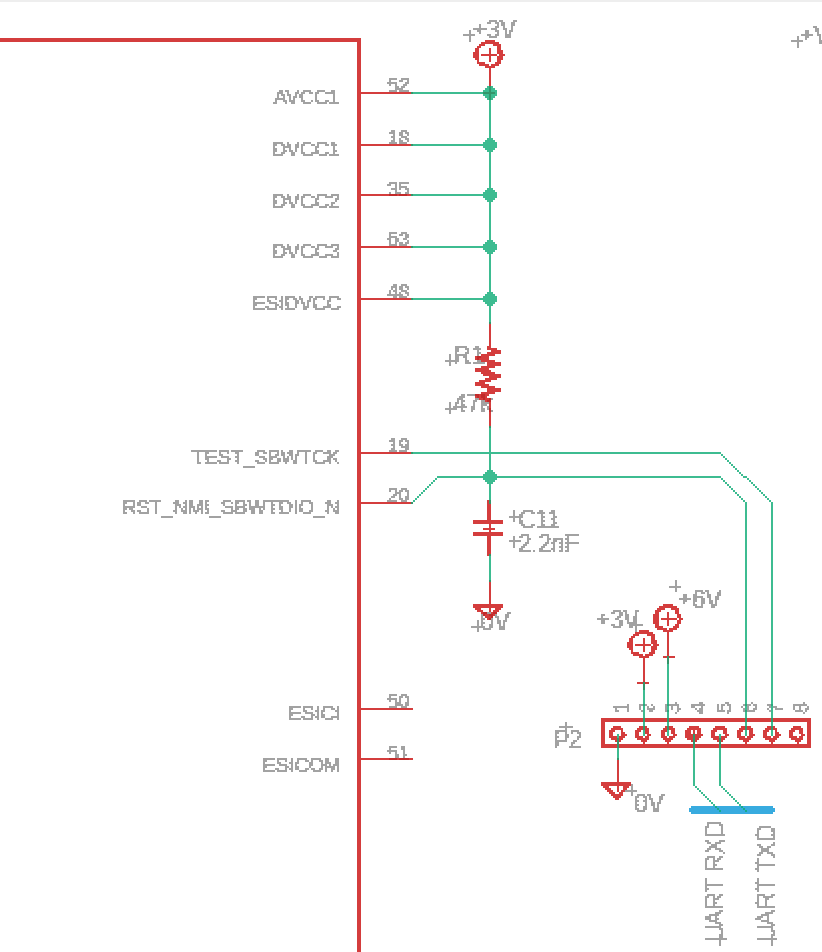 +3V
+V
AVCC1 52
DVCC1 18
DVCC2 35
DVCC3 53
ESIDVCC 48
R1
47K
TEST_SBWTCK 19
RST_NMI_SBWTDIO_N 20
C11
2.2nF
0V
+6V
+3V
ESICI 50
1 2 3 4 5 6 7 8
P2
ESICOM 51
0V
UART RXD
UART TXD